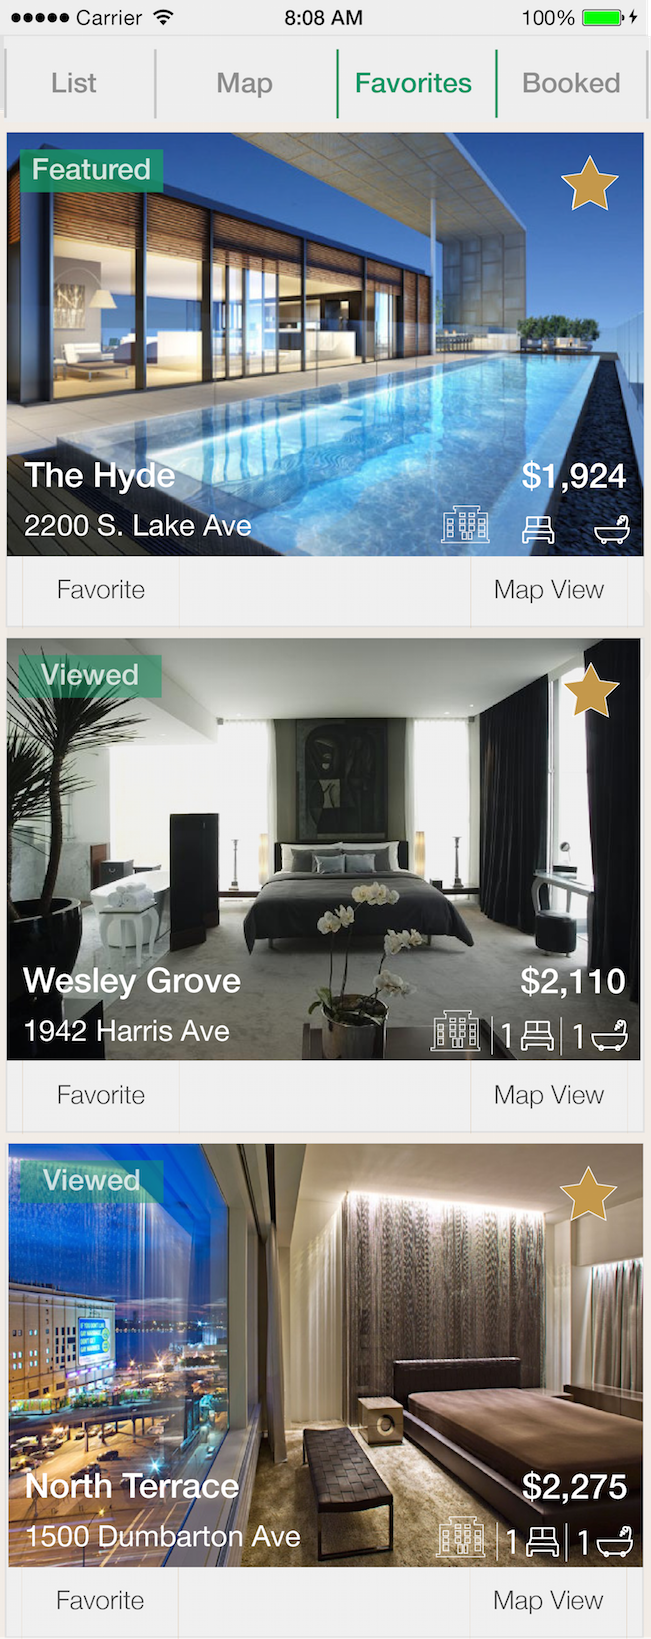 Carrier 8:08 AM 100%
List Map Favorites Booked
Featured
The Hyde $1,924
2200 S. Lake Ave
Favorite Map View
Viewed
Wesley Grove $2,110
1942 Harris Ave 1 1
Favorite Map View
Viewed
North Terrace $2,275
1500 Dumbarton Ave 1 1
Favorite Map View